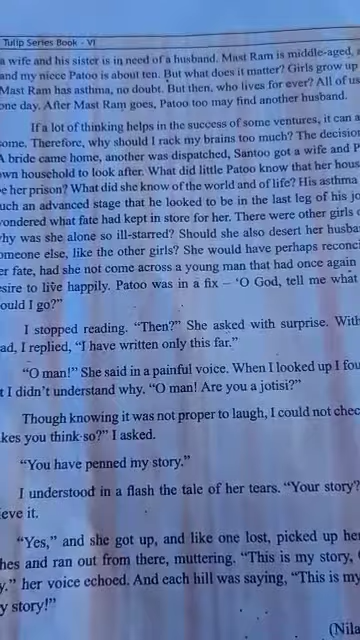 Tulip Series Book - VI
a wife and his sister is in need of a husband. Mast Ram is middle-aged,
and my niece Patoo is about ten. But what does it matter? Girls grow up
Mast Ram has asthma, no doubt. But then, who lives for ever? All of us
one day. After Mast Ram goes, Patoo too may find another husband.
If a lot of thinking helps in the success of some ventures, it can a
some. Therefore, why should I rack my brains too much? The decision
A bride came home, another was dispatched, Santoo got a wife and P
own household to look after. What did little Patoo know that her hous
e her prison? What did she know of the world and of life? His asthma
uch an advanced stage that he looked to be in the last leg of his jo
vondered what fate had kept in store for her. There were other girls
hy was she alone so ill-starred? Should she also desert her husba
omeone else, like the other girls? She would have perhaps reconci
er fate, had she not come across a young man that had once again
esire to live happily. Patoo was in a fix – ‘O God, tell me what
ould I go?”
I stopped reading. “Then?” She asked with surprise. With
ad, I replied, “I have written only this far.”
“O man!” She said in a painful voice. When I looked up I fou
t I didn’t understand why. “O man! Are you a jotisi?”
Though knowing it was not proper to laugh, I could not chec
kes you think so?” I asked.
“You have penned my story.”
I understood in a flash the tale of her tears. “Your story?
eve it.
“Yes,” and she got up, and like one lost, picked up her
hes and ran out from there, muttering. “This is my story,
y.” her voice echoed. And each hill was saying, “This is my
y story!”
(Nila